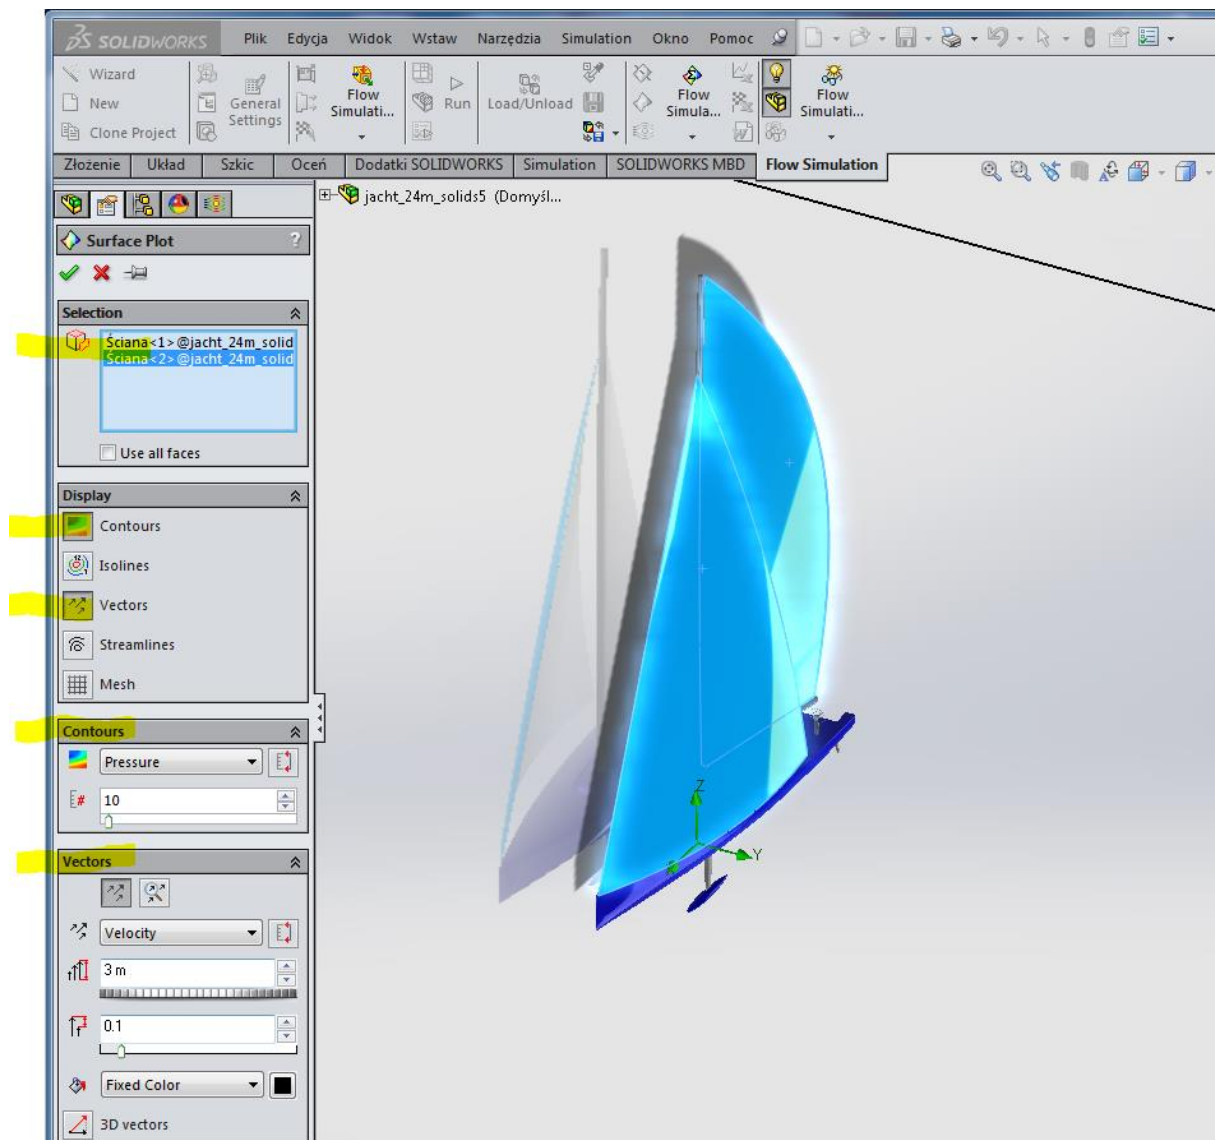 SOLIDWORKS Plik Edycja Widok Wstaw Narzędzia Simulation Okno Pomoc
Wizard
New
Clone Project
General Settings
Flow Simulati...
Run
Load/Unload
Flow Simula...
Flow Simulati...
Złożenie Układ Szkic Oceń Dodatki SOLIDWORKS Simulation SOLIDWORKS MBD Flow Simulation
jacht_24m_solids5 (Domyśl...
Surface Plot ?
Selection
Ściana<1>@jacht_24m_solid
Ściana<2>@jacht_24m_solid
Use all faces
Display
Contours
Isolines
Vectors
Streamlines
Mesh
Contours
Pressure
10
Vectors
Velocity
3 m
0.1
Fixed Color
3D vectors
Z
Y